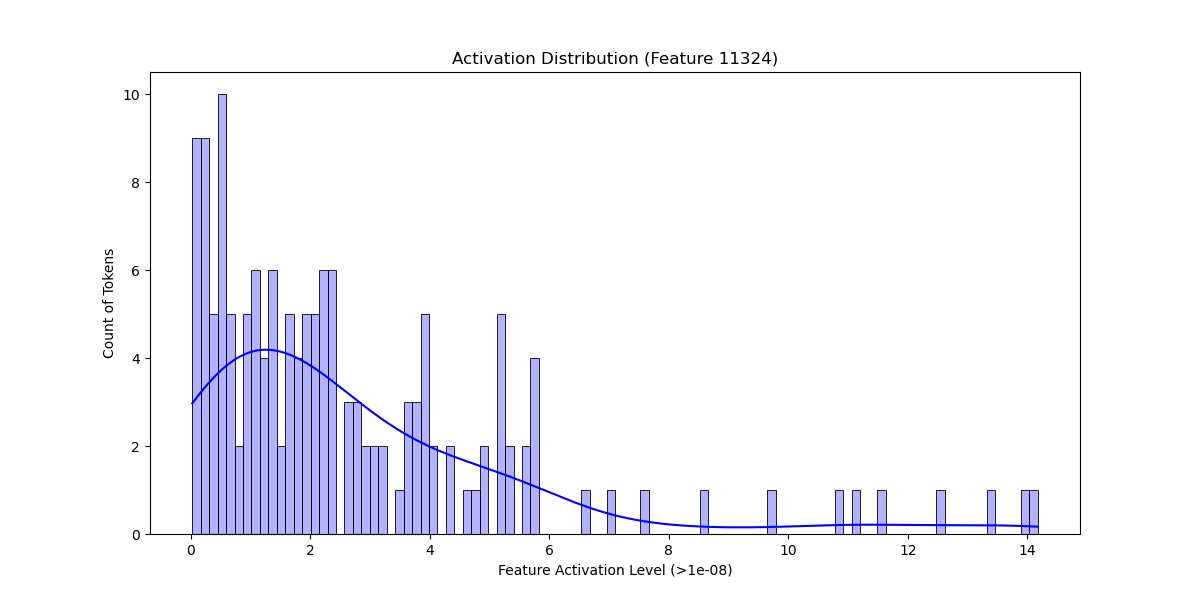 Activation Distribution (Feature 11324)
10
8
6
4
2
0
Count of Tokens
0 2 4 6 8 10 12 14
Feature Activation Level (>1e-08)